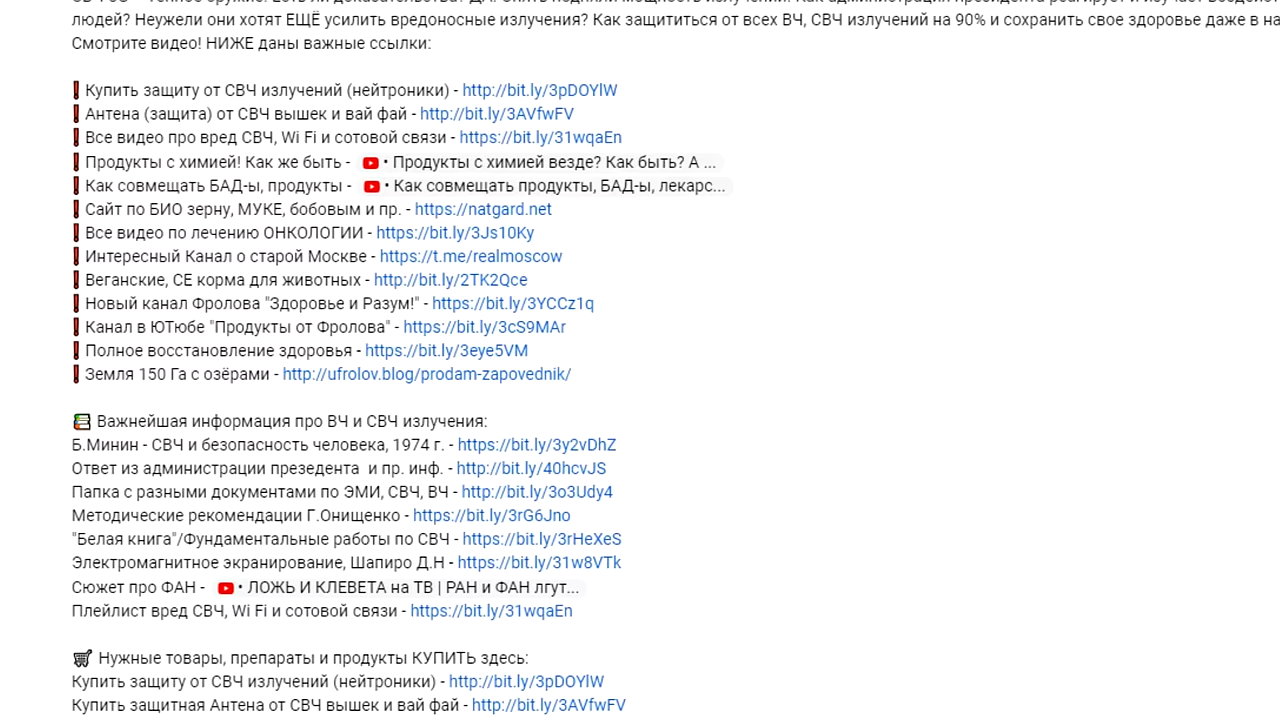 людей? Неужели они хотят ЕЩЁ усилить вредоносные излучения? Как защититься от всех ВЧ, СВЧ излучений на 90% и сохранить свое здоровье даже в на
Смотрите видео! НИЖЕ даны важные ссылки:
❗Купить защиту от СВЧ излучений (нейтроники) - http://bit.ly/3pDOYlW
❗Антена (защита) от СВЧ вышек и вай фай - http://bit.ly/3AVfwFV
❗Все видео про вред СВЧ, Wi Fi и сотовой связи - https://bit.ly/31wqaEn
❗Продукты с химией! Как же быть - • Продукты с химией везде? Как быть? А ...
❗Как совмещать БАД-ы, продукты - • Как совмещать продукты, БАД-ы, лекарс...
❗Сайт по БИО зерну, МУКЕ, бобовым и пр. - https://natgard.net
❗Все видео по лечению ОНКОЛОГИИ - https://bit.ly/3Js10Ky
❗Интересный Канал о старой Москве - https://t.me/realmoscow
❗Веганские, СЕ корма для животных - http://bit.ly/2TK2Qce
❗Новый канал Фролова "Здоровье и Разум!" - https://bit.ly/3YCCz1q
❗Канал в ЮТюбе "Продукты от Фролова" - https://bit.ly/3cS9MAr
❗Полное восстановление здоровья - https://bit.ly/3eye5VM
❗Земля 150 Га с озёрами - http://ufrolov.blog/prodam-zapovednik/
📚 Важнейшая информация про ВЧ и СВЧ излучения:
Б.Минин - СВЧ и безопасность человека, 1974 г. - https://bit.ly/3y2vDhZ
Ответ из администрации презедента  и пр. инф. - http://bit.ly/40hcvJS
Папка с разными документами по ЭМИ, СВЧ, ВЧ - http://bit.ly/3o3Udy4
Методические рекомендации Г.Онищенко - https://bit.ly/3rG6Jno
"Белая книга"/Фундаментальные работы по СВЧ - https://bit.ly/3rHeXeS
Электромагнитное экранирование, Шапиро Д.Н - https://bit.ly/31w8VTk
Сюжет про ФАН - • ЛОЖЬ И КЛЕВЕТА на ТВ | РАН и ФАН лгут...
Плейлист вред СВЧ, Wi Fi и сотовой связи - https://bit.ly/31wqaEn
🛒 Нужные товары, препараты и продукты КУПИТЬ здесь:
Купить защиту от СВЧ излучений (нейтроники) - http://bit.ly/3pDOYlW
Купить защитная Антена от СВЧ вышек и вай фай - http://bit.ly/3AVfwFV